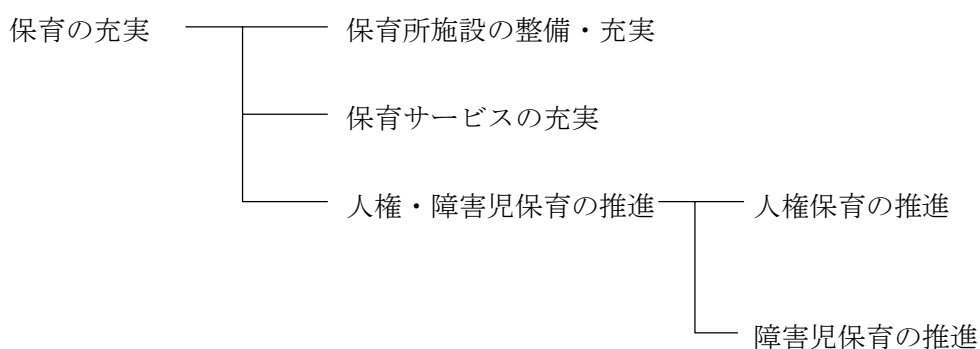 保育の充実
保育所施設の整備・充実
保育サービスの充実
人権・障害児保育の推進
人権保育の推進
障害児保育の推進